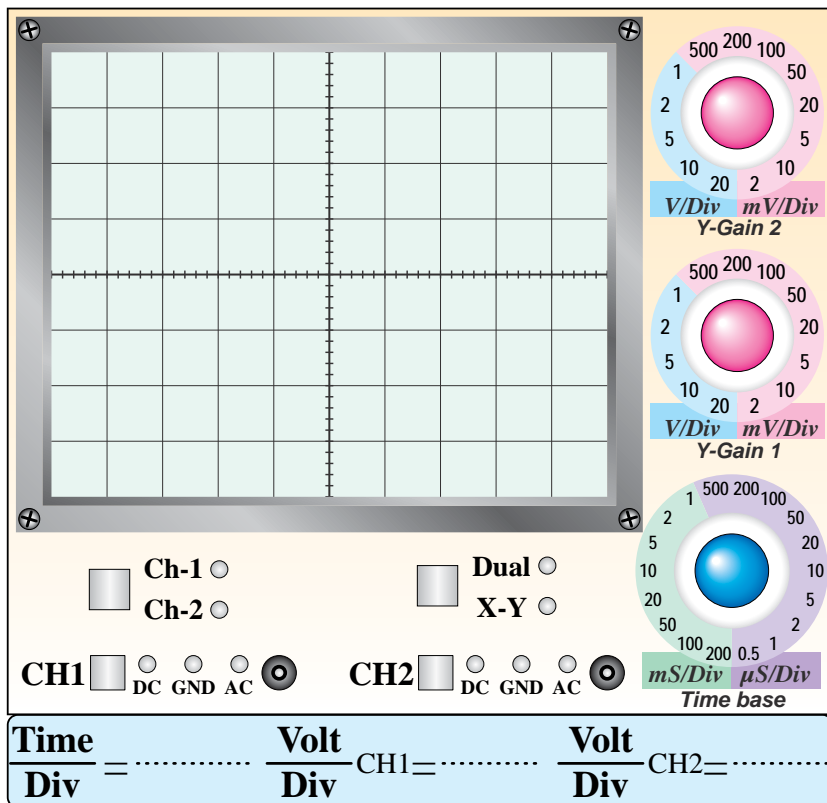 500 200 100
1 50
2 20
5 5
10 10
20 2
V/Div mV/Div
Y-Gain 2
500 200 100
1 50
2 20
5 5
10 10
20 2
V/Div mV/Div
Y-Gain 1
1 500 200 100
2 50
5 20
10 10
20 5
50 2
100 1
200 0.5
mS/Div µS/Div
Time base
Ch-1
Ch-2
Dual
X-Y
CH1 DC GND AC
CH2 DC GND AC
Time/Div = ............ Volt/Div CH1= ............ Volt/Div CH2= ............